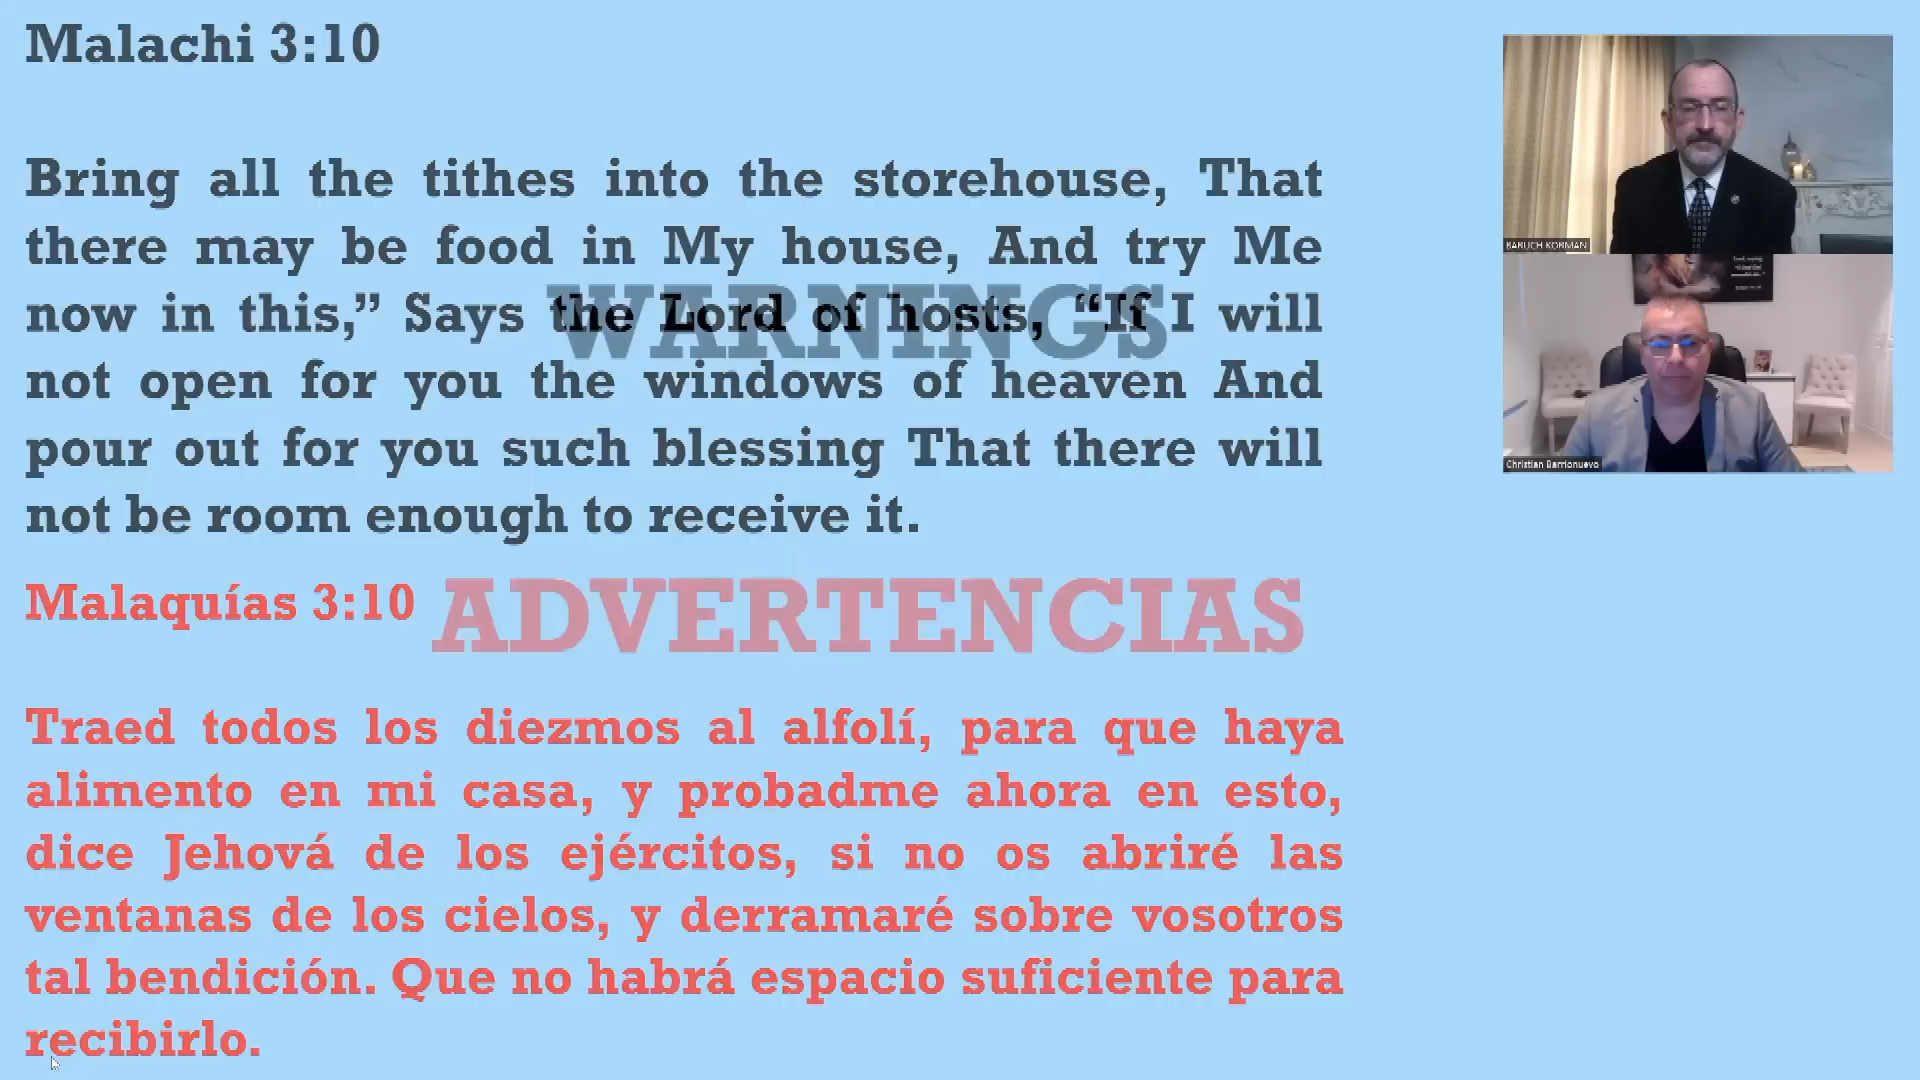 Malachi 3:10
Bring all the tithes into the storehouse, That
there may be food in My house, And try Me
now in this,” Says the Lord of hosts, “If I will
WARNINGS
not open for you the windows of heaven And
pour out for you such blessing That there will
not be room enough to receive it.
Malaquías 3:10
ADVERTENCIAS
Traed todos los diezmos al alfolí, para que haya
alimento en mi casa, y probadme ahora en esto,
dice Jehová de los ejércitos, si no os abriré las
ventanas de los cielos, y derramaré sobre vosotros
tal bendición. Que no habrá espacio suficiente para
recibirlo.
BARUCH KORMAN
Christian Barrionuevo